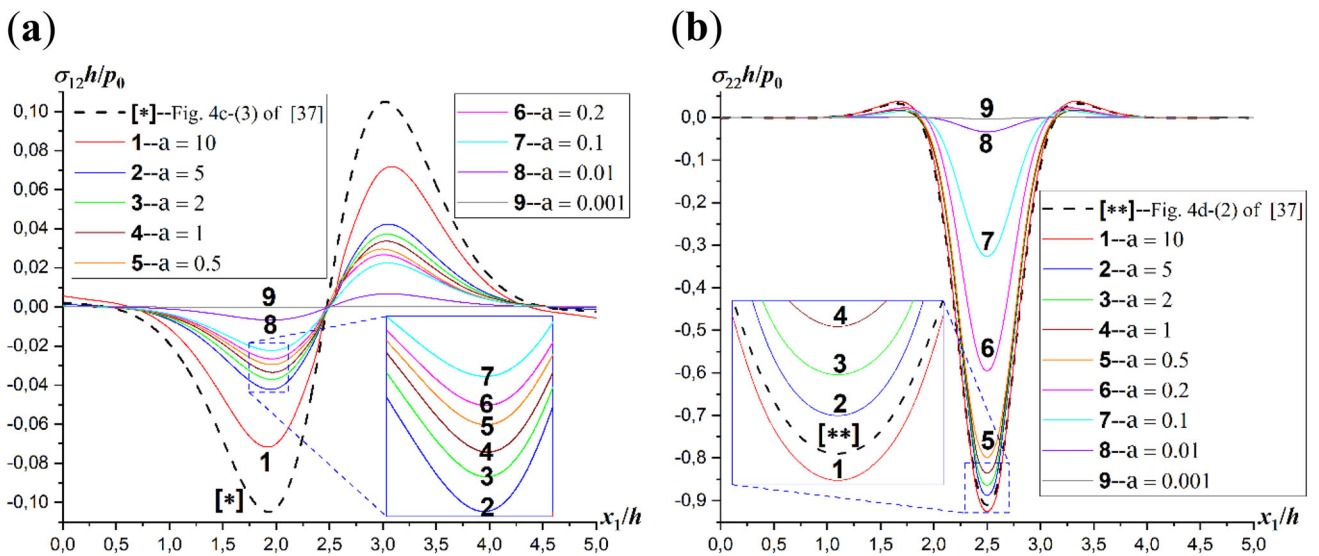 (a)
σ₁₂h/p₀
0,10
0,08
0,06
0,04
0,02
0,00
-0,02
-0,04
-0,06
-0,08
-0,10
[*]--Fig. 4c-(3) of [37]
1--a = 10
2--a = 5
3--a = 2
4--a = 1
5--a = 0.5
6--a = 0.2
7--a = 0.1
8--a = 0.01
9--a = 0.001
9
8
1
[*]
7
6
5
4
3
2
x₁/h
0,0 0,5 1,0 1,5 2,0 2,5 3,0 3,5 4,0 4,5 5,0
(b)
σ₂₂h/p₀
0,0
-0,1
-0,2
-0,3
-0,4
-0,5
-0,6
-0,7
-0,8
-0,9
9
8
7
6
5
4
3
2
[**]
1
[**]--Fig. 4d-(2) of [37]
1--a = 10
2--a = 5
3--a = 2
4--a = 1
5--a = 0.5
6--a = 0.2
7--a = 0.1
8--a = 0.01
9--a = 0.001
x₁/h
0,0 0,5 1,0 1,5 2,0 2,5 3,0 3,5 4,0 4,5 5,0